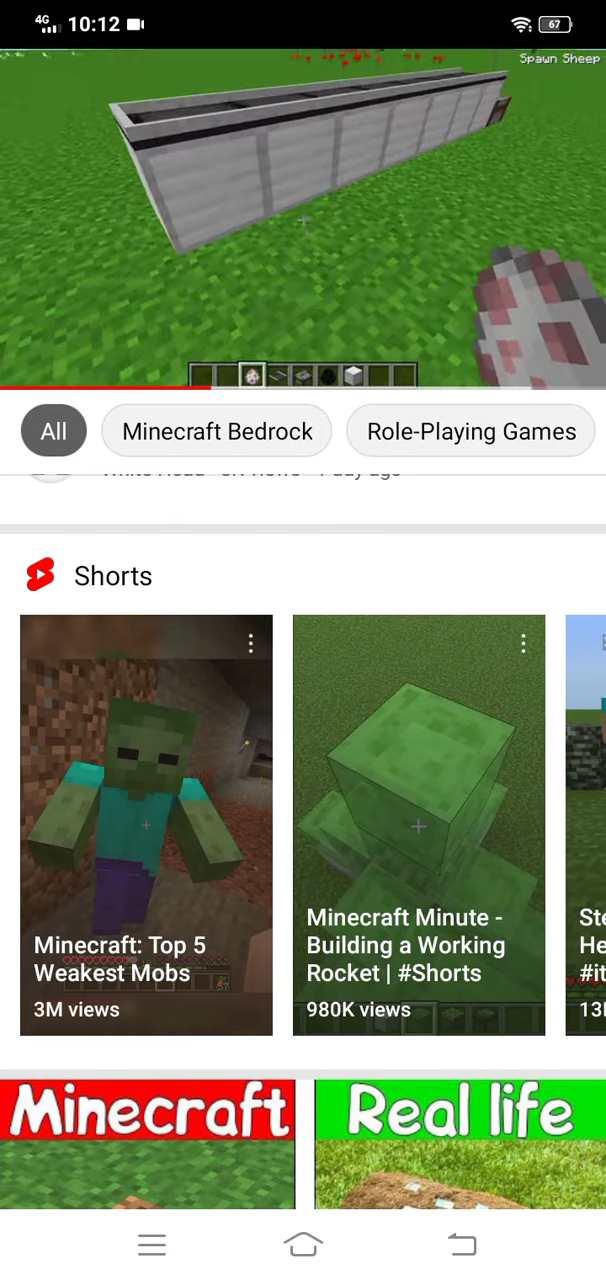 4G 10:12 67
Spawn Sheep
All Minecraft Bedrock Role-Playing Games
Shorts
Minecraft: Top 5
Weakest Mobs
3M views
Minecraft Minute -
Building a Working
Rocket | #Shorts
980K views
Minecraft Real life